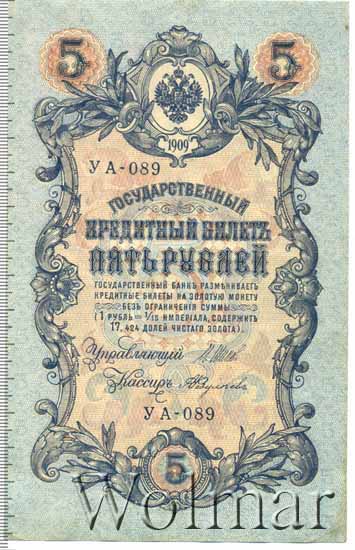 5 5
1909
УА-089
ГОСУДАРСТВЕННЫЙ
КРЕДИТНЫЙ БИЛЕТЪ
ПЯТЬ РУБЛЕЙ
ГОСУДАРСТВЕННЫЙ БАНКЪ РАЗМѢНИВАЕТЪ
КРЕДИТНЫЕ БИЛЕТЫ НА ЗОЛОТУЮ МОНЕТУ
БЕЗЪ ОГРАНИЧЕНІЯ СУММЫ
(1 РУБЛЬ = 1/15 ИМПЕРІАЛА, СОДЕРЖИТЪ
17,424 ДОЛЕЙ ЧИСТАГО ЗОЛОТА).
Управляющій
Кассиръ
УА-089
5
Wolmar